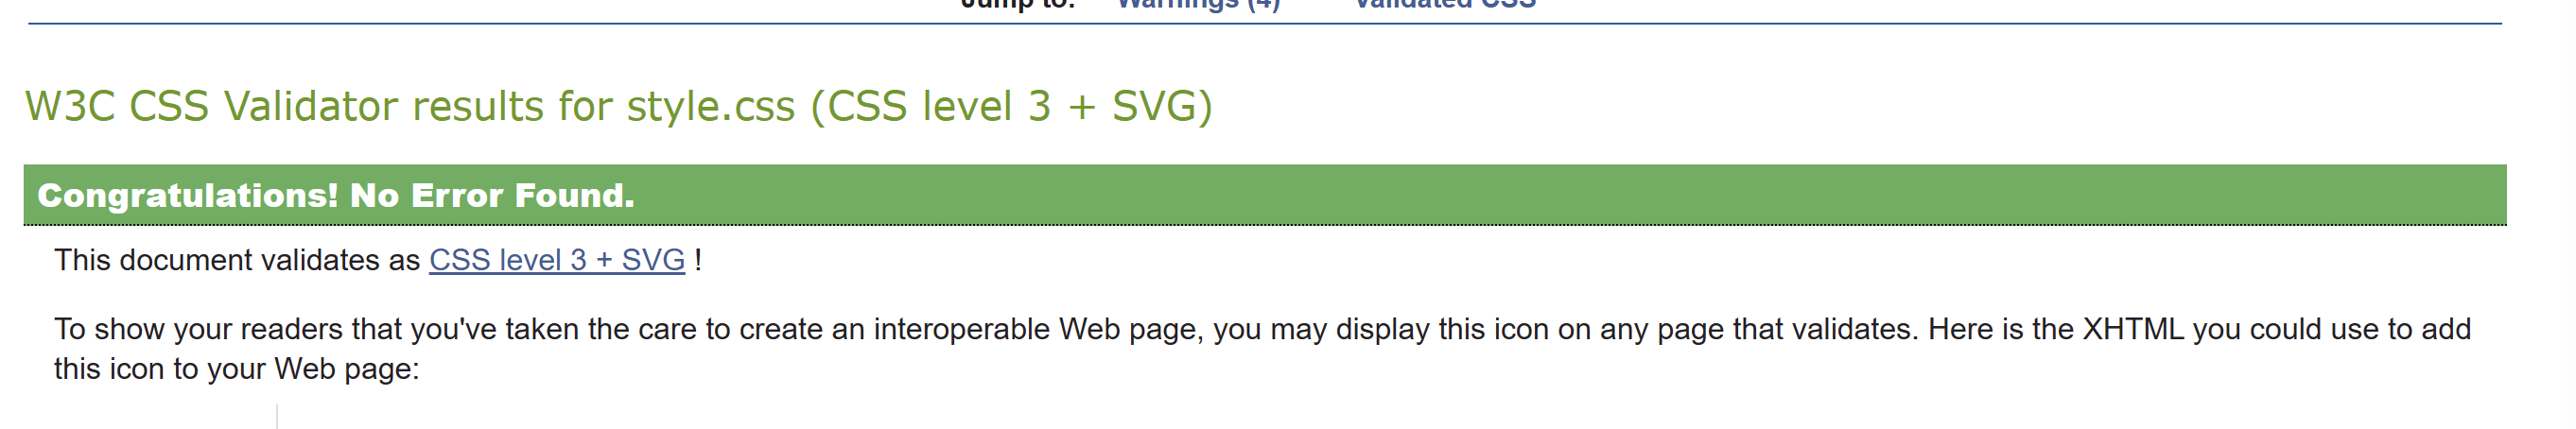 Jump to: Warnings (4) Validated CSS
W3C CSS Validator results for style.css (CSS level 3 + SVG)
Congratulations! No Error Found.
This document validates as CSS level 3 + SVG !
To show your readers that you've taken the care to create an interoperable Web page, you may display this icon on any page that validates. Here is the XHTML you could use to add
this icon to your Web page: